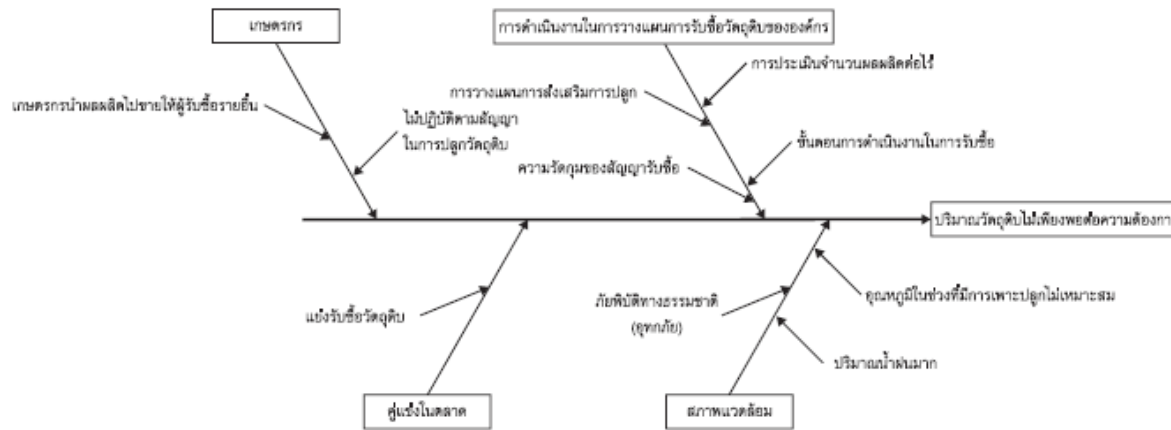 เกษตรกร
การดำเนินงานในการวางแผนการรับซื้อวัตถุดิบขององค์กร
การประเมินจำนวนผลผลิตต่อไร่
การวางแผนการส่งเสริมการปลูก
เกษตรกรนำผลผลิตไปขายให้ผู้รับซื้อรายอื่น
ไม่ปฏิบัติตามสัญญา
ในการปลูกวัตถุดิบ
ขั้นตอนการดำเนินงานในการรับซื้อ
ความรัดกุมของสัญญารับซื้อ
ปริมาณวัตถุดิบไม่เพียงพอต่อความต้องกา
อุณหภูมิในช่วงที่มีการเพาะปลูกไม่เหมาะสม
ภัยพิบัติทางธรรมชาติ
(อุทกภัย)
แย่งรับซื้อวัตถุดิบ
ปริมาณน้ำฝนมาก
คู่แข่งในตลาด
สภาพแวดล้อม